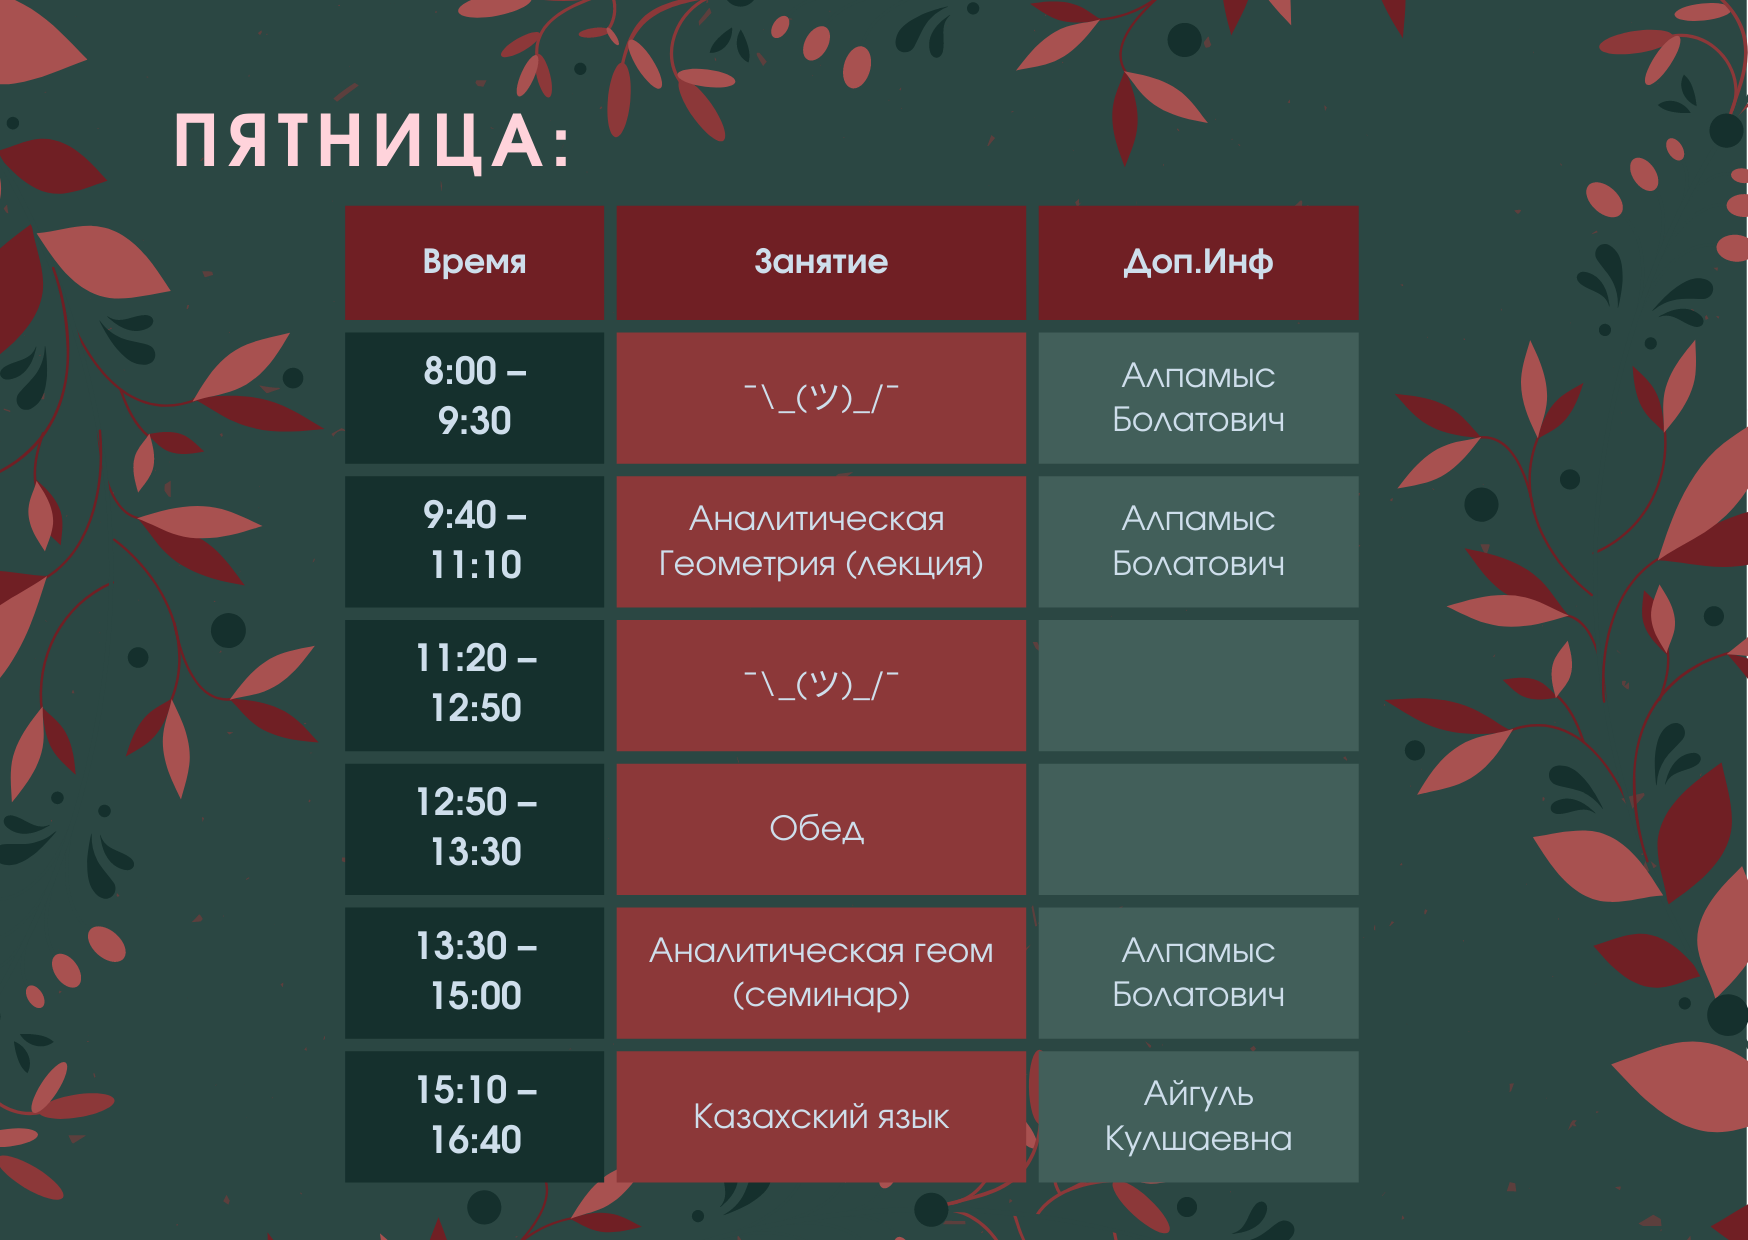 ПЯТНИЦА:
Время
Занятие
Доп.Инф
8:00 –
9:30
¯\_(ツ)_/¯
Алпамыс
Болатович
9:40 –
11:10
Аналитическая
Геометрия (лекция)
Алпамыс
Болатович
11:20 –
12:50
¯\_(ツ)_/¯
12:50 –
13:30
Обед
13:30 –
15:00
Аналитическая геом
(семинар)
Алпамыс
Болатович
15:10 –
16:40
Казахский язык
Айгуль
Кулшаевна